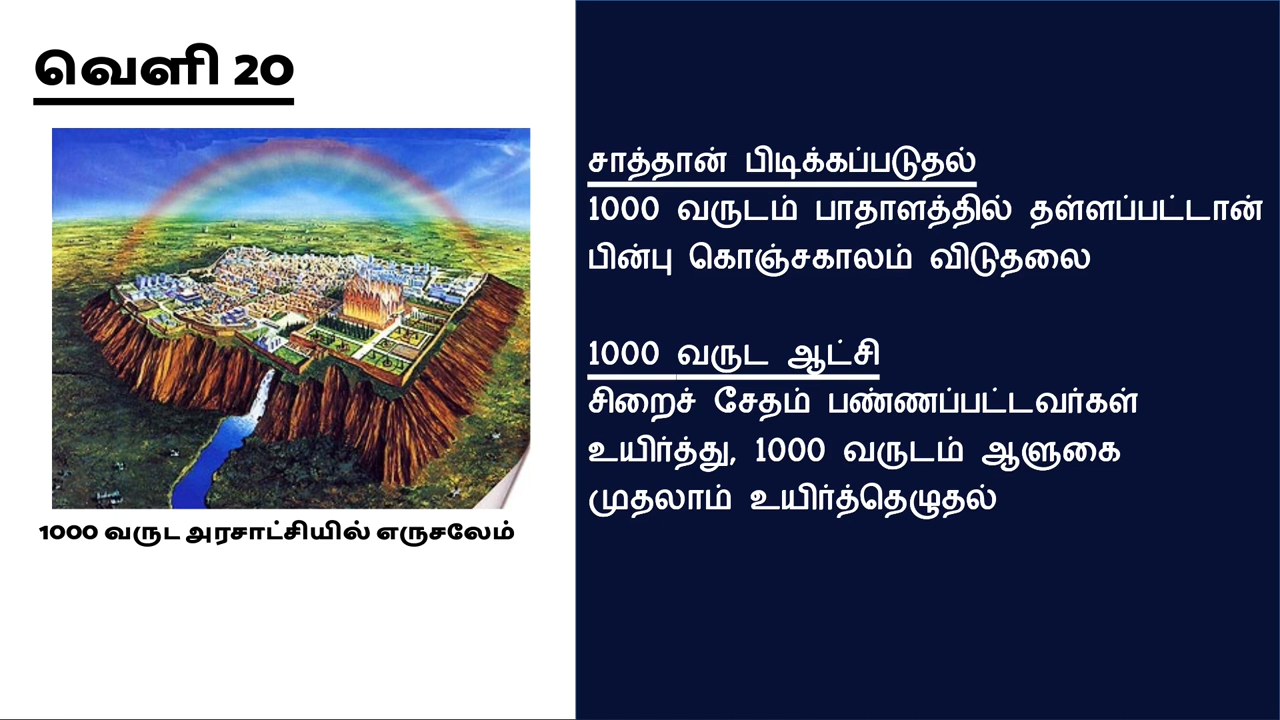 வெளி 20
1000 வருட அரசாட்சியில் எருசலேம்
சாத்தான் பிடிக்கப்படுதல்
1000 வருடம் பாதாளத்தில் தள்ளப்பட்டான்
பின்பு கொஞ்சகாலம் விடுதலை
1000 வருட ஆட்சி
சிறைச் சேதம் பண்ணப்பட்டவர்கள்
உயிர்த்து, 1000 வருடம் ஆளுகை
முதலாம் உயிர்த்தெழுதல்